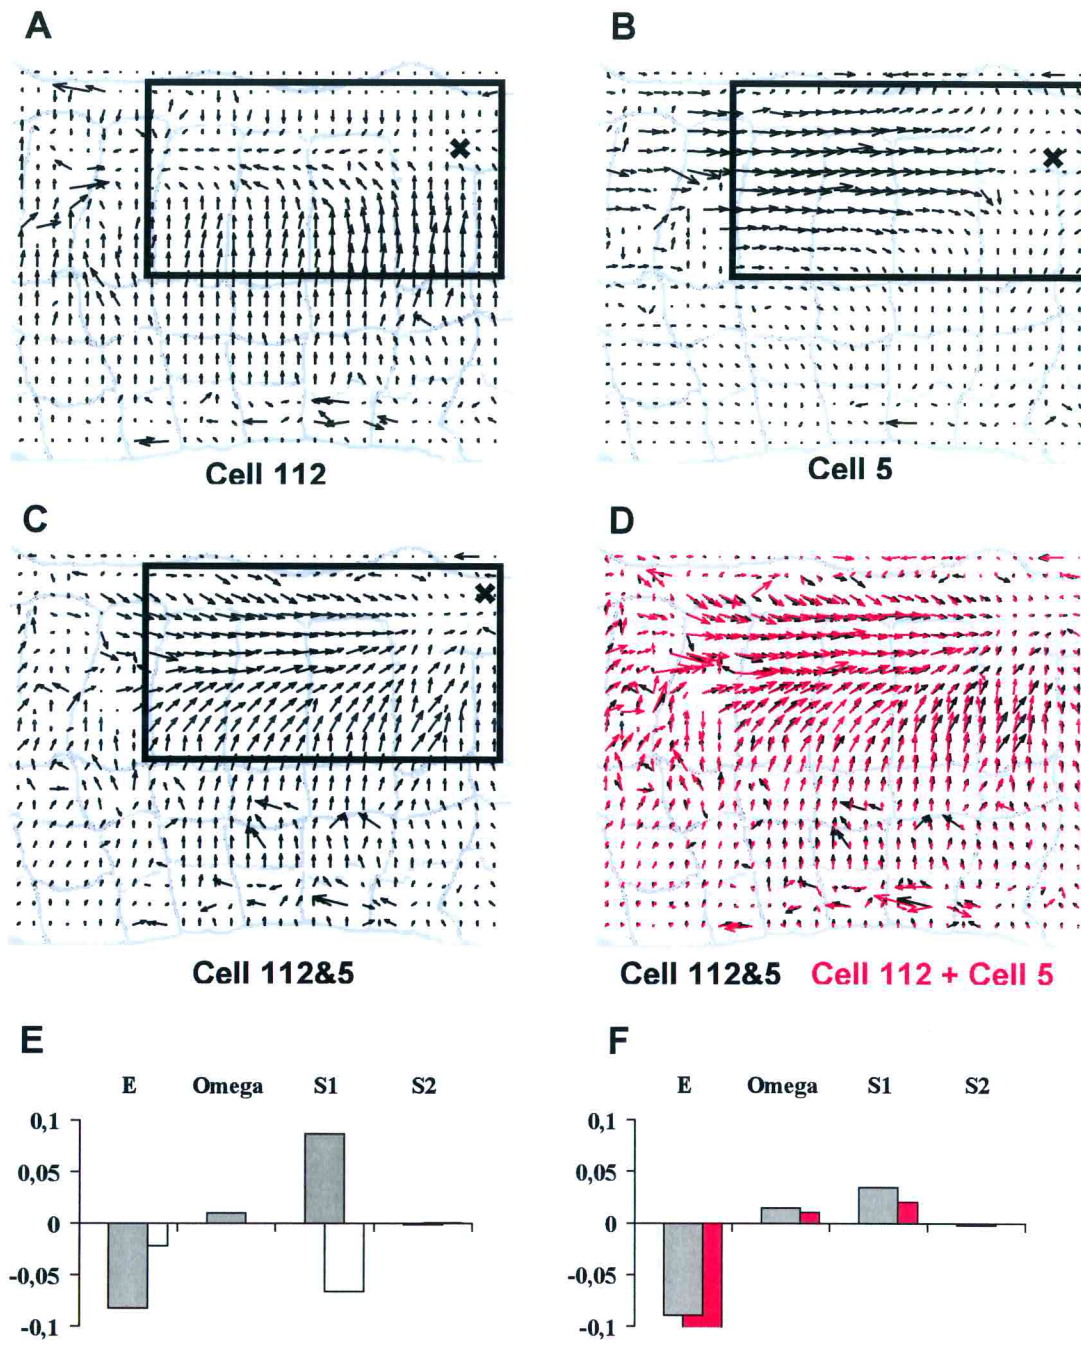 A
B
Cell 112
Cell 5
C
D
Cell 112&5
Cell 112&5 Cell 112 + Cell 5
E
F
E Omega S1 S2
0,1
0,05
0
-0,05
-0,1
E Omega S1 S2
0,1
0,05
0
-0,05
-0,1